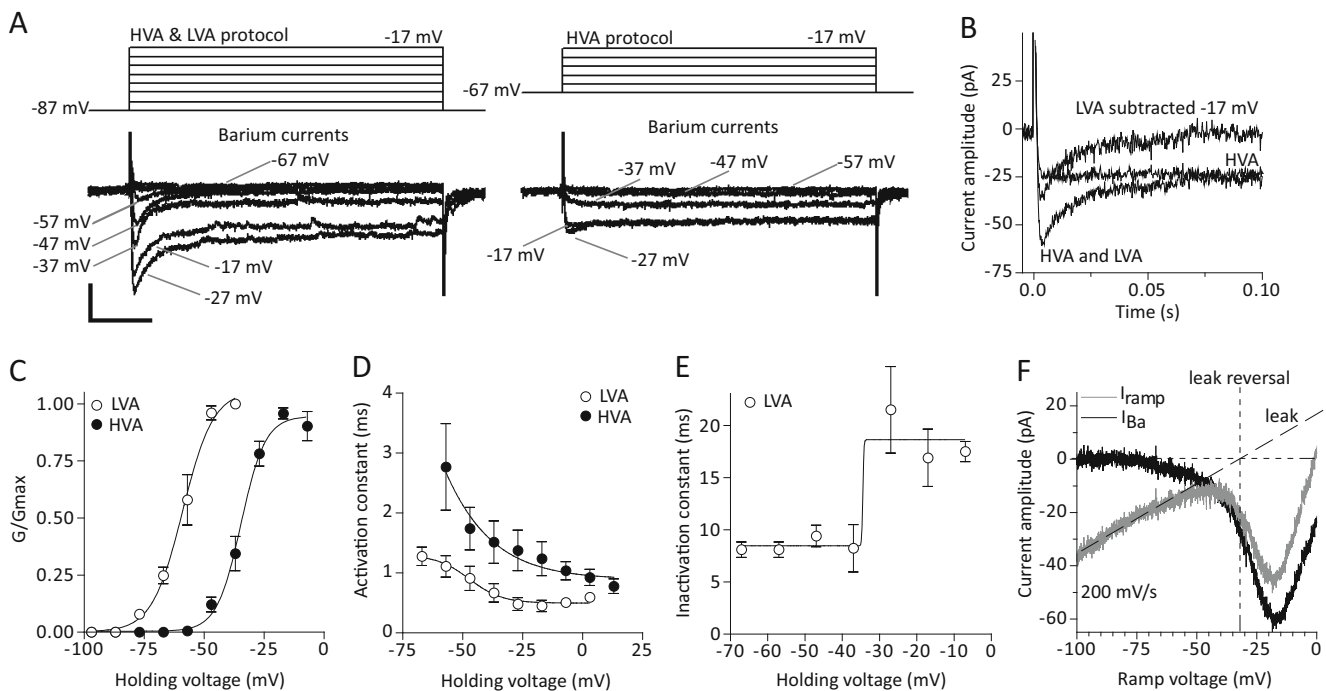 A
HVA & LVA protocol
-17 mV
-87 mV
Barium currents
-67 mV
-57 mV
-47 mV
-37 mV
-17 mV
-27 mV
HVA protocol
-17 mV
-67 mV
Barium currents
-37 mV
-47 mV
-57 mV
-17 mV
-27 mV
B
Current amplitude (pA)
25
0
-25
-50
-75
LVA subtracted -17 mV
HVA
HVA and LVA
0.0
0.05
0.10
Time (s)
C
G/Gmax
1.00
0.75
0.50
0.25
0.00
LVA
HVA
-100
-75
-50
-25
0
Holding voltage (mV)
D
Activation constant (ms)
4
3
2
1
0
LVA
HVA
-75
-50
-25
0
25
Holding voltage (mV)
E
Inactivation constant (ms)
20
15
10
5
0
LVA
-70
-60
-50
-40
-30
-20
-10
0
Holding voltage (mV)
F
leak reversal
leak
Iramp
IBa
Current amplitude (pA)
20
0
-20
-40
-60
200 mV/s
-100
-50
0
Ramp voltage (mV)